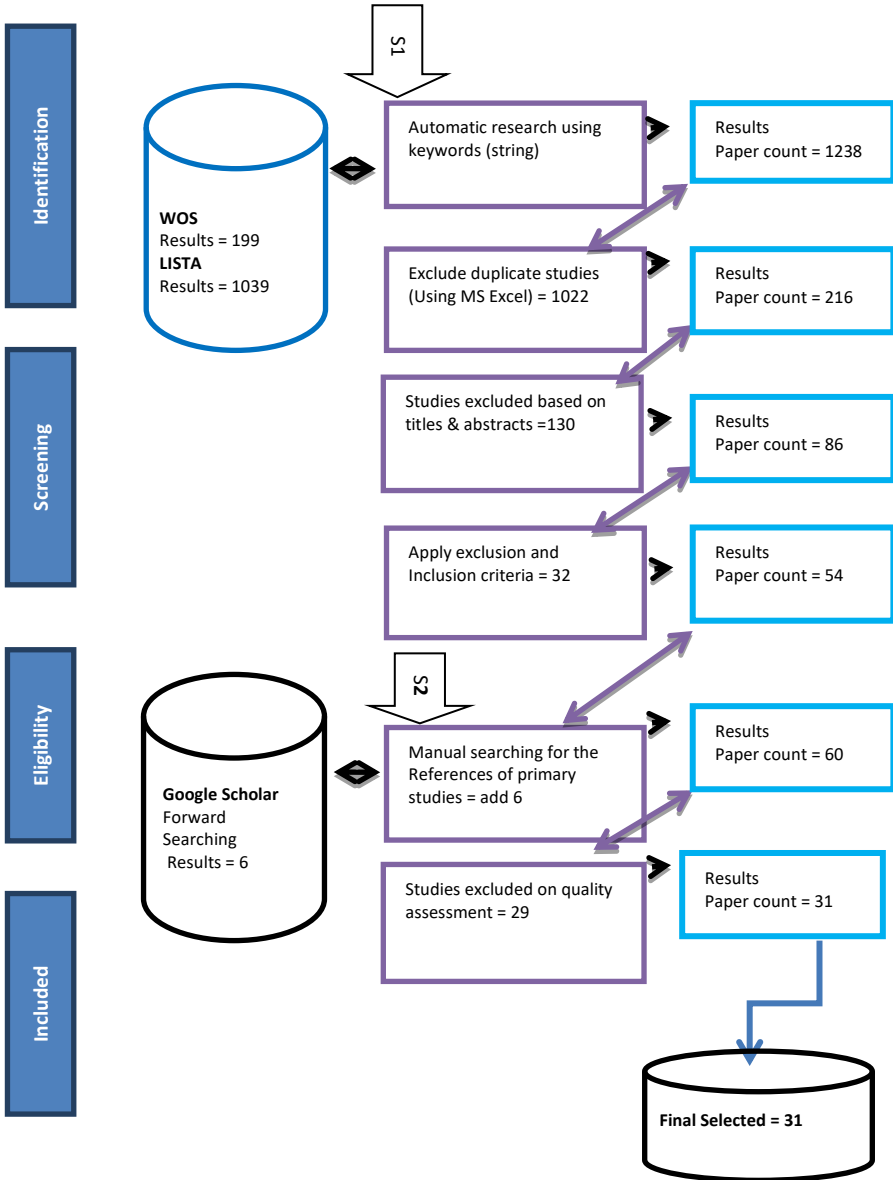 S1
Identification
WOS
Results = 199
LISTA
Results = 1039
Automatic research using
keywords (string)
Results
Paper count = 1238
Exclude duplicate studies
(Using MS Excel) = 1022
Results
Paper count = 216
Screening
Studies excluded based on
titles & abstracts =130
Results
Paper count = 86
Apply exclusion and
Inclusion criteria = 32
Results
Paper count = 54
Eligibility
S2
Google Scholar
Forward
Searching
Results = 6
Manual searching for the
References of primary
studies = add 6
Results
Paper count = 60
Included
Studies excluded on quality
assessment = 29
Results
Paper count = 31
Final Selected = 31